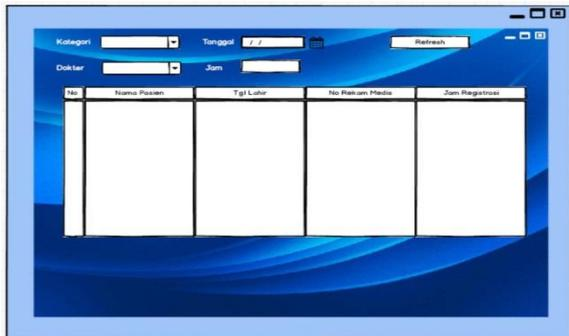 Kategori Tanggal / / Refresh
Dokter Jam
No Nama Pasien Tgl Lahir No Rekam Medis Jam Registrasi